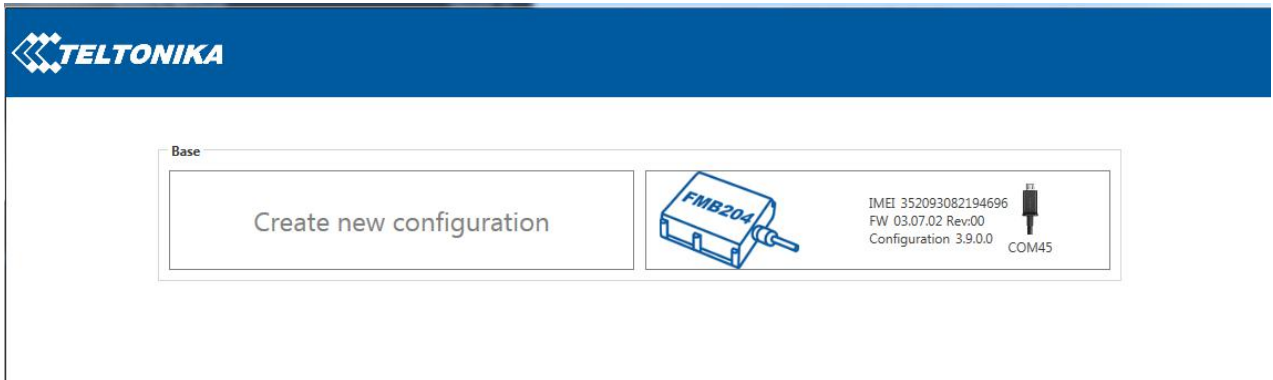 TELTONIKA
Base
Create new configuration
FMB204
IMEI 352093082194696
FW 03.07.02 Rev:00
Configuration 3.9.0.0
COM45